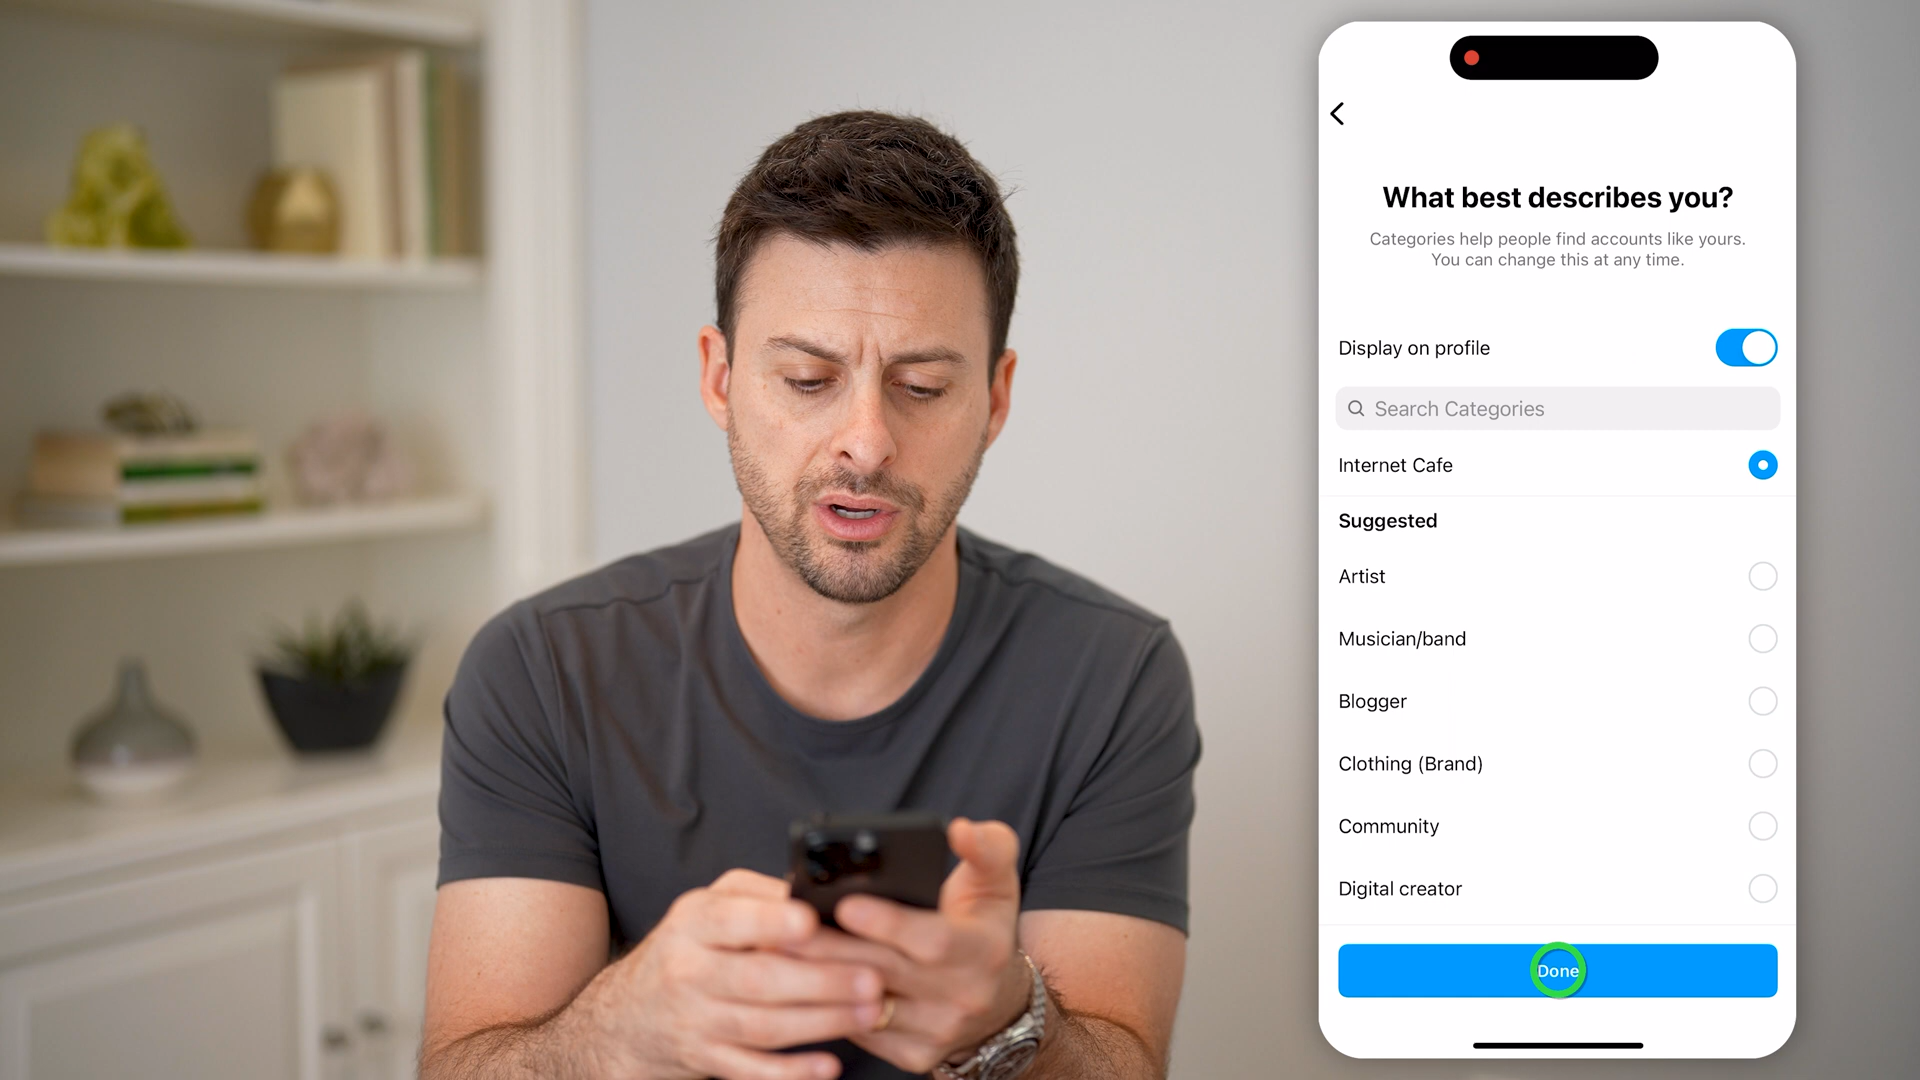 What best describes you?
Categories help people find accounts like yours.
You can change this at any time.
Display on profile
Search Categories
Internet Cafe
Suggested
Artist
Musician/band
Blogger
Clothing (Brand)
Community
Digital creator
Done